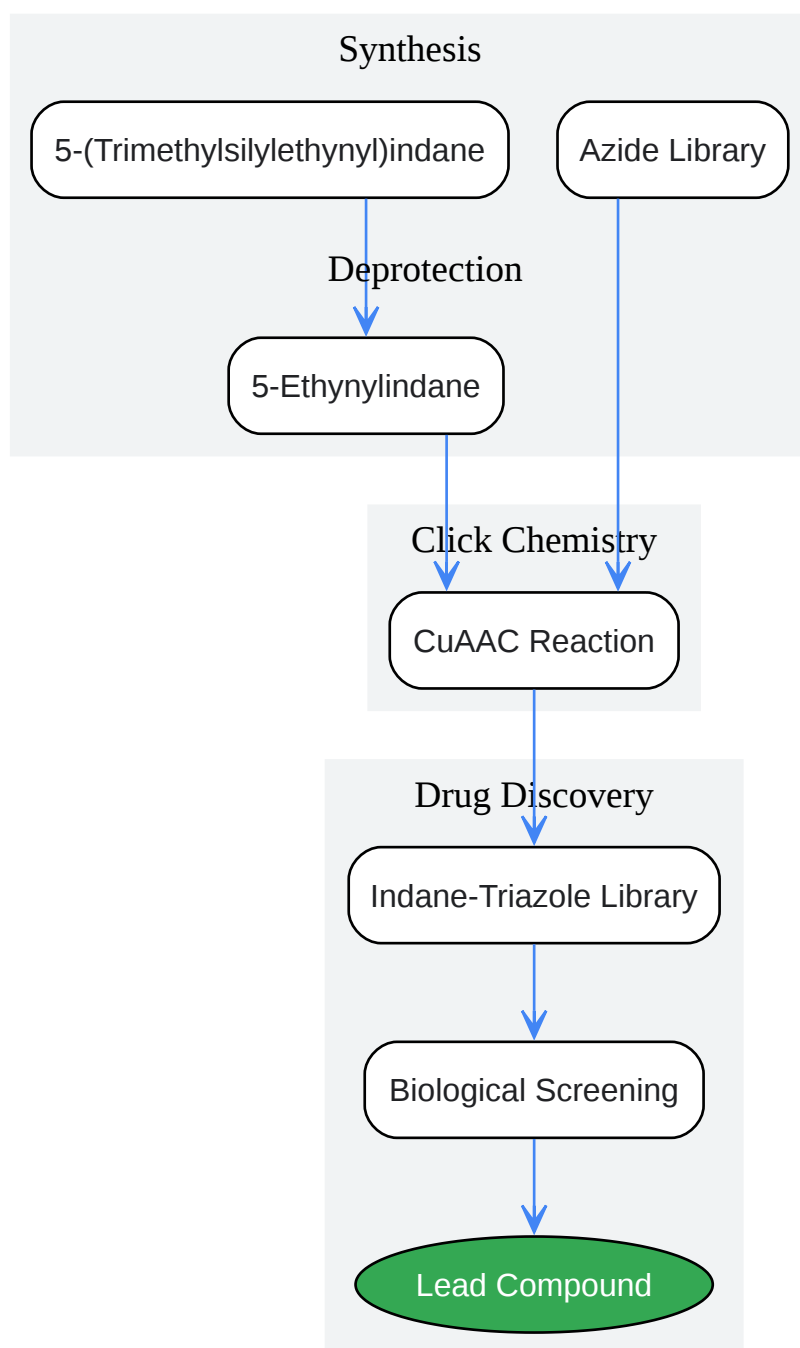 Synthesis
5-(Trimethylsilylethynyl)indane
Azide Library
Deprotection
5-Ethynylindane
Click Chemistry
CuAAC Reaction
Drug Discovery
Indane-Triazole Library
Biological Screening
Lead Compound